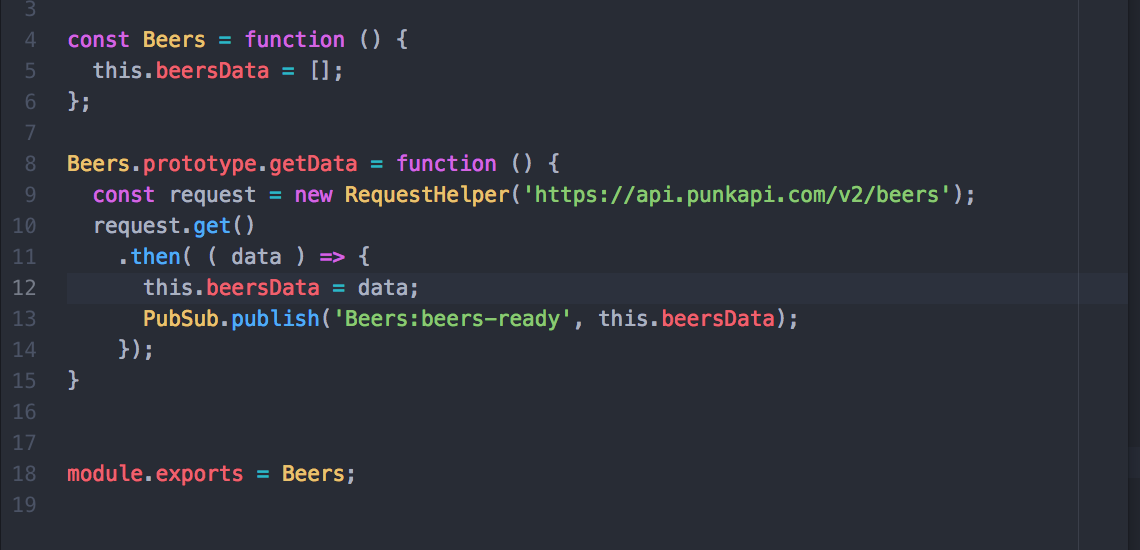 3
4 const Beers = function () {
5   this.beersData = [];
6 };
7
8 Beers.prototype.getData = function () {
9   const request = new RequestHelper('https://api.punkapi.com/v2/beers');
10   request.get()
11     .then( ( data ) => {
12       this.beersData = data;
13       PubSub.publish('Beers:beers-ready', this.beersData);
14     });
15 }
16
17
18 module.exports = Beers;
19